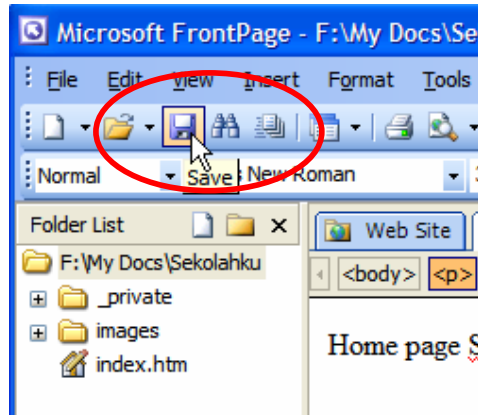 Microsoft FrontPage - F:\My Docs\Se
File Edit View Insert Format Tools
Normal Save New Roman
Folder List Web Site
F:\My Docs\Sekolahku <body> <p>
_private
images Home page S
index.htm